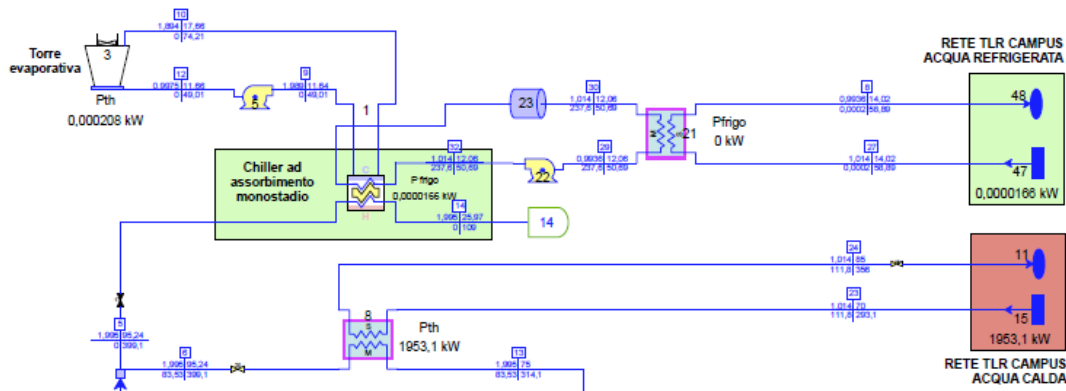 10
1,894 17,66
0 74,21
Torre
evaporativa
3
Pth
0,000208 kW
12
0,9975 11,66
0 49,01
5
9
1,989 11,64
0 49,01
1
23
30
1,014 12,06
237,6 50,69
21
Pfrigo
0 kW
8
0,9936 14,02
0,0002 58,89
27
1,014 14,02
0,0002 58,89
RETE TLR CAMPUS
ACQUA REFRIGERATA
48
47
0,0000166 kW
Chiller ad
assorbimento
monostadio
C
H
32
1,014 12,06
237,6 50,69
P frigo
0,0000166 kW
22
29
0,9936 12,06
237,6 50,69
14
1,995 25,97
0 109
14
24
1,014 85
111,8 356
11
23
1,014 70
111,8 293,1
15
1953,1 kW
RETE TLR CAMPUS
ACQUA CALDA
8
S
M
Pth
1953,1 kW
5
1,995 95,24
0 399,1
6
1,995 95,24
83,53 399,1
13
1,995 75
83,53 314,1